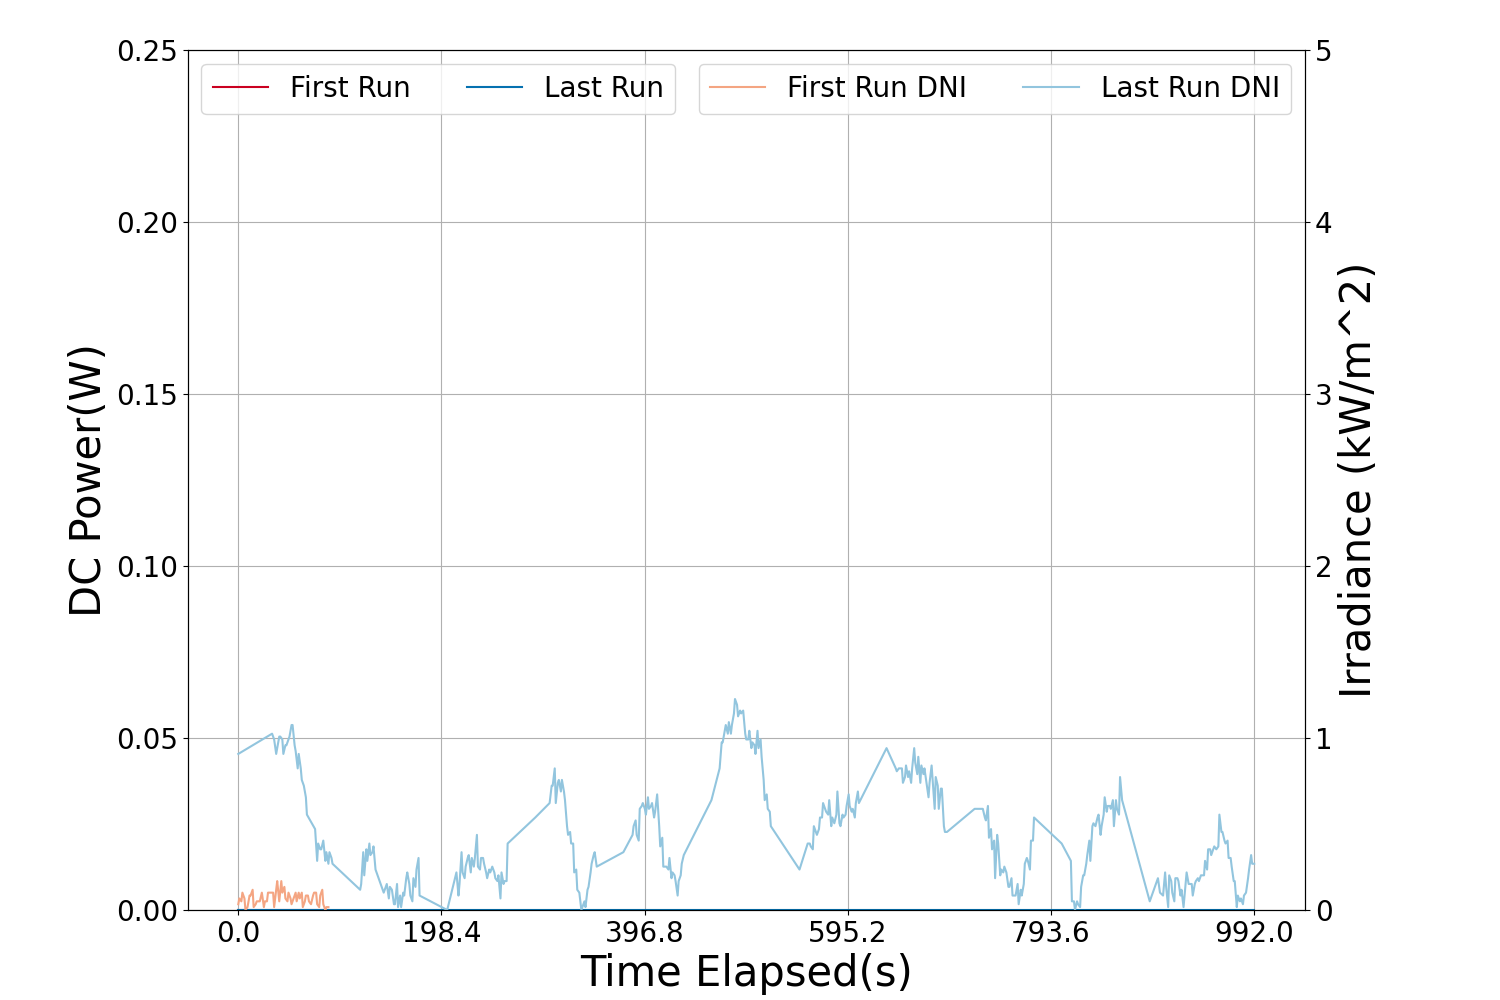 First Run Last Run First Run DNI Last Run DNI
DC Power(W)
0.25
0.20
0.15
0.10
0.05
0.00
5
4
3
2
1
0
Irradiance (kW/m^2)
0.0 198.4 396.8 595.2 793.6 992.0
Time Elapsed(s)